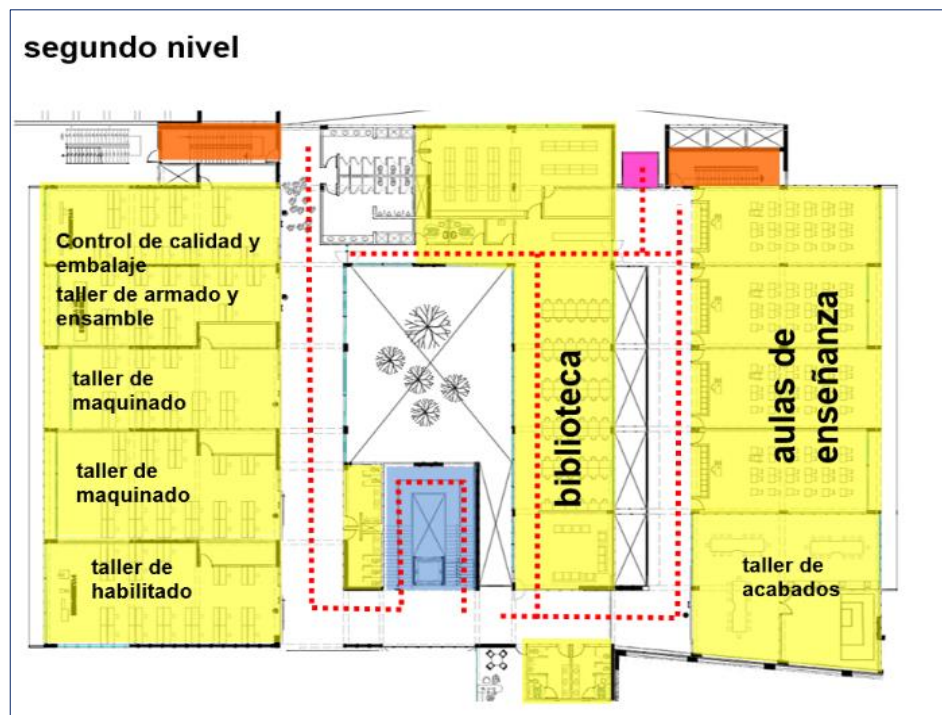 segundo nivel
Control de calidad y
embalaje
taller de armado y
ensamble
taller de
maquinado
taller de
maquinado
taller de
habilitado
biblioteca
aulas de
enseñanza
taller de
acabados